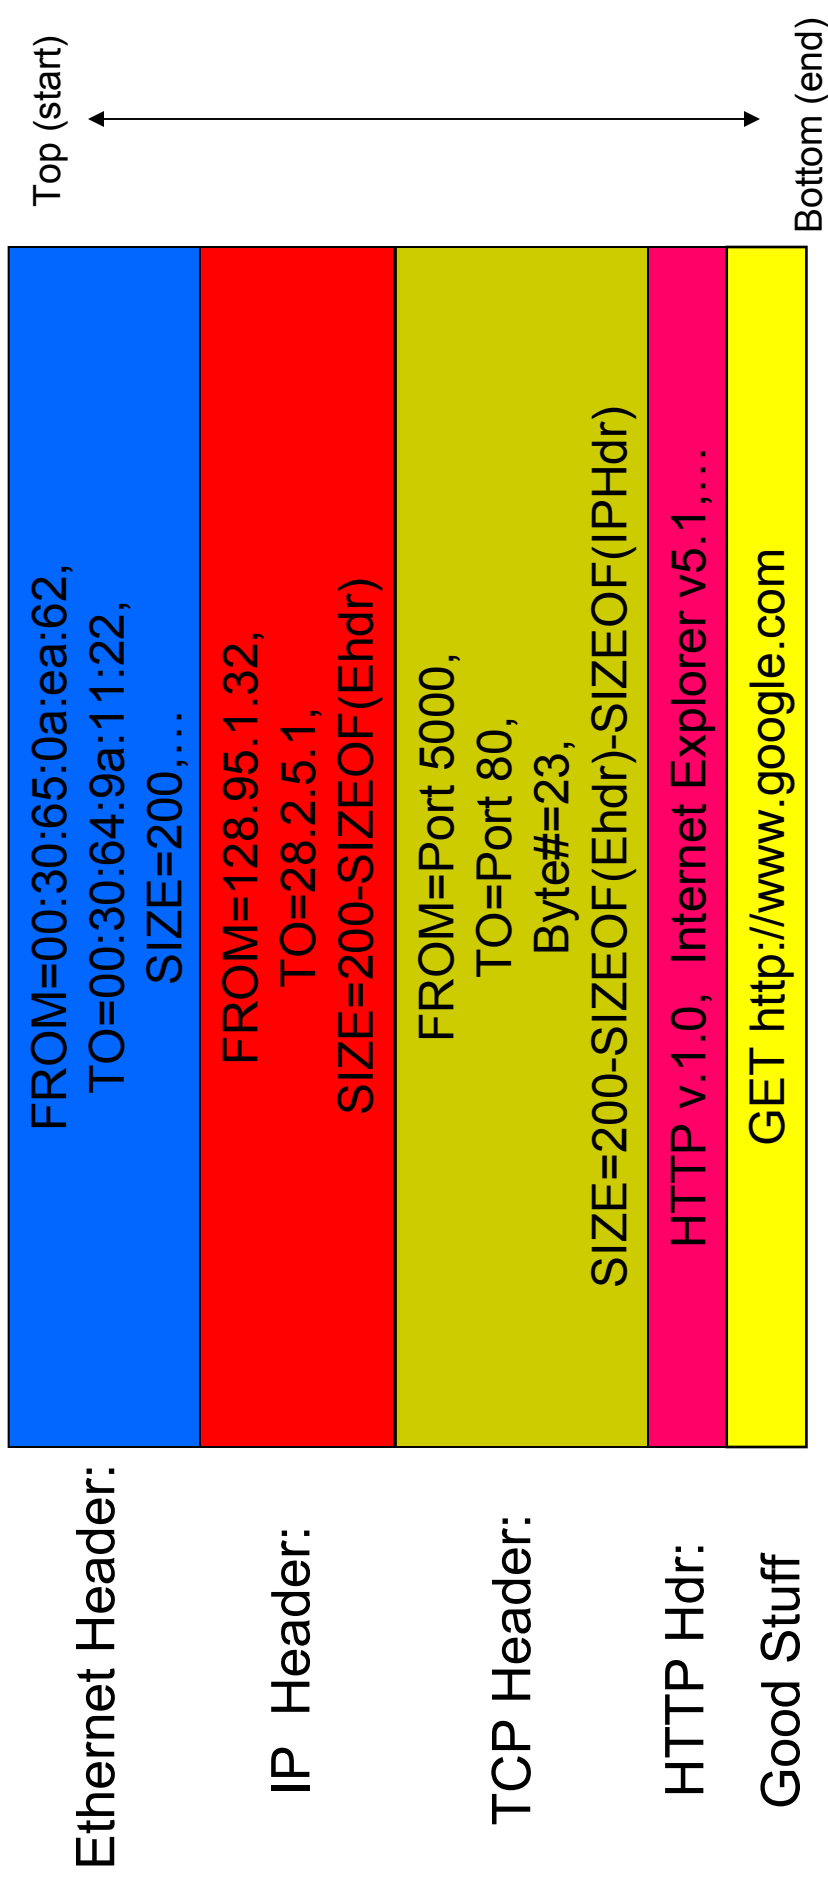 Ethernet Header:
FROM=00:30:65:0a:ea:62,
TO=00:30:64:9a:11:22,
SIZE=200,…
Top (start)
IP Header:
FROM=128.95.1.32,
TO=28.2.5.1,
SIZE=200-SIZEOF(Ehdr)
TCP Header:
FROM=Port 5000,
TO=Port 80,
Byte#=23,
SIZE=200-SIZEOF(Ehdr)-SIZEOF(IPHdr)
HTTP Hdr:
HTTP v.1.0, Internet Explorer v5.1,…
Good Stuff
GET http://www.google.com
Bottom (end)